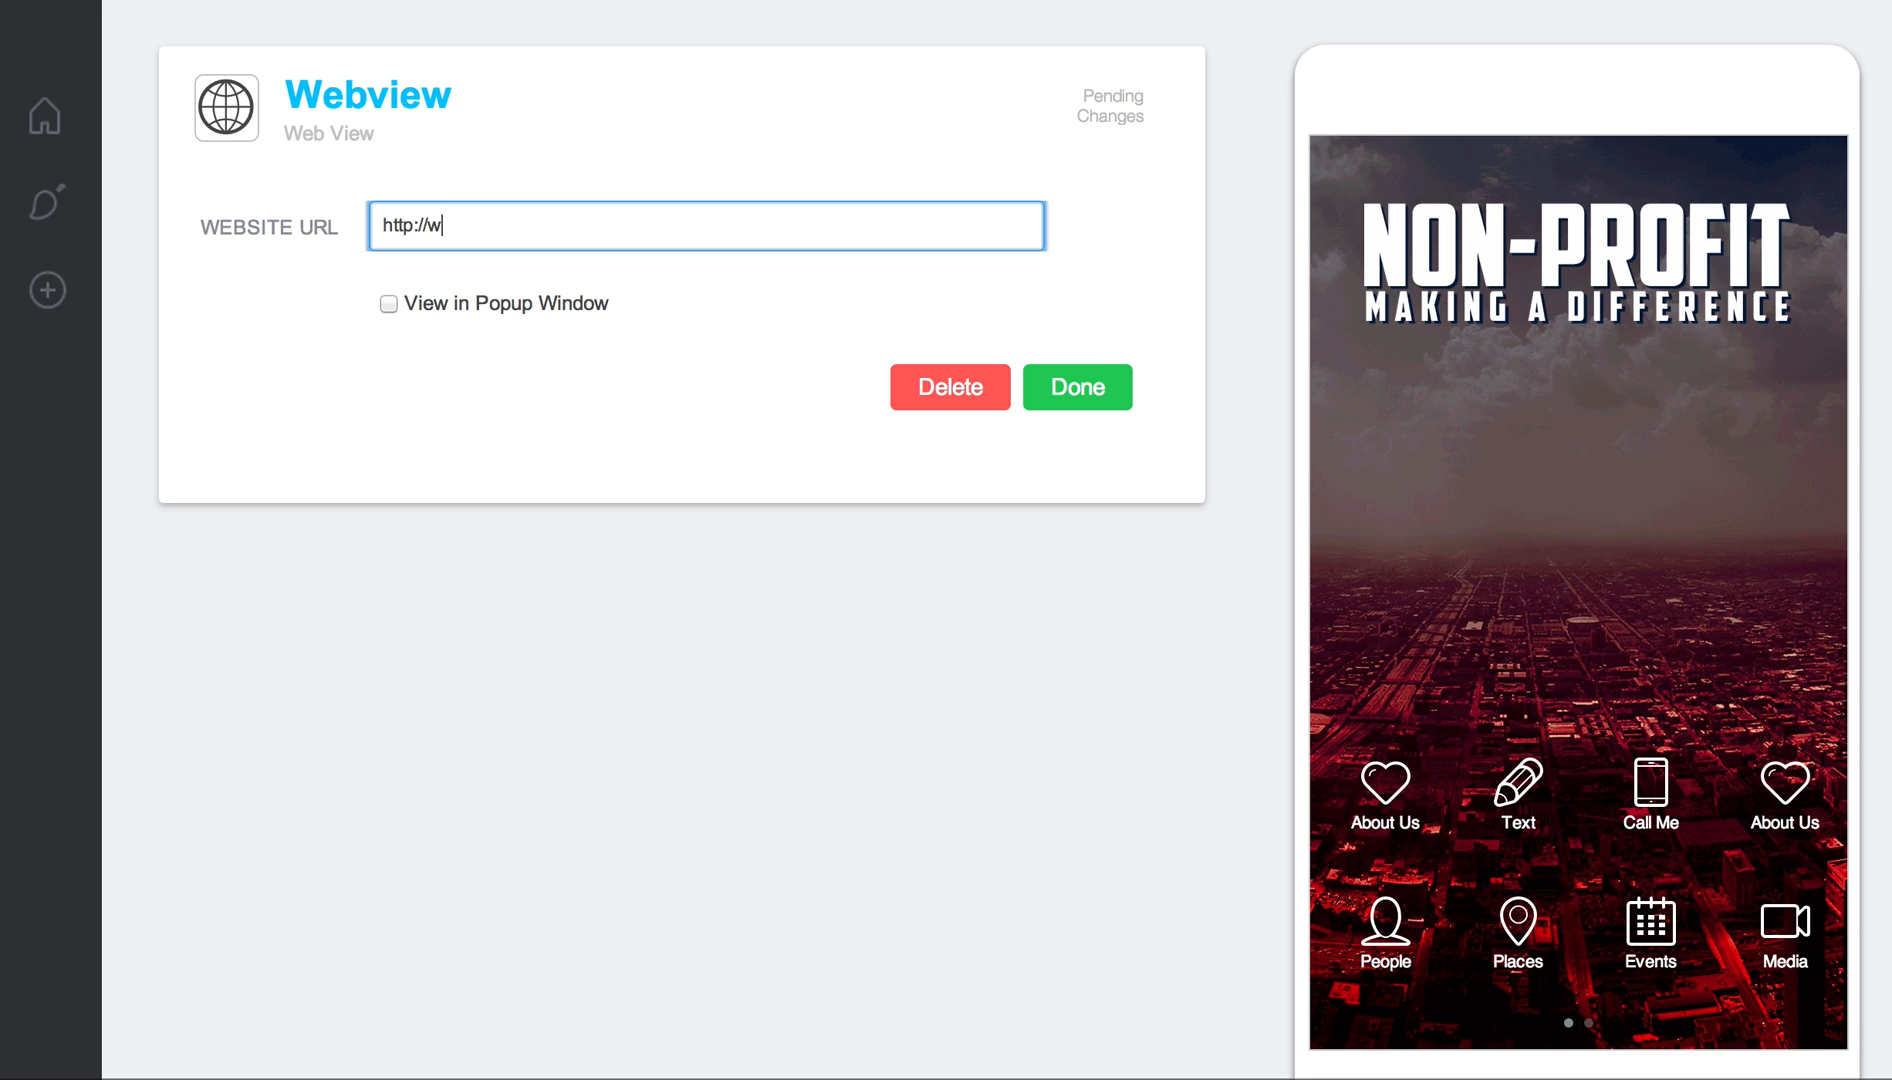 Webview
Web View
Pending
Changes
WEBSITE URL
http://w
View in Popup Window
Delete
Done
NON-PROFIT
MAKING A DIFFERENCE
About Us
Text
Call Me
About Us
People
Places
Events
Media